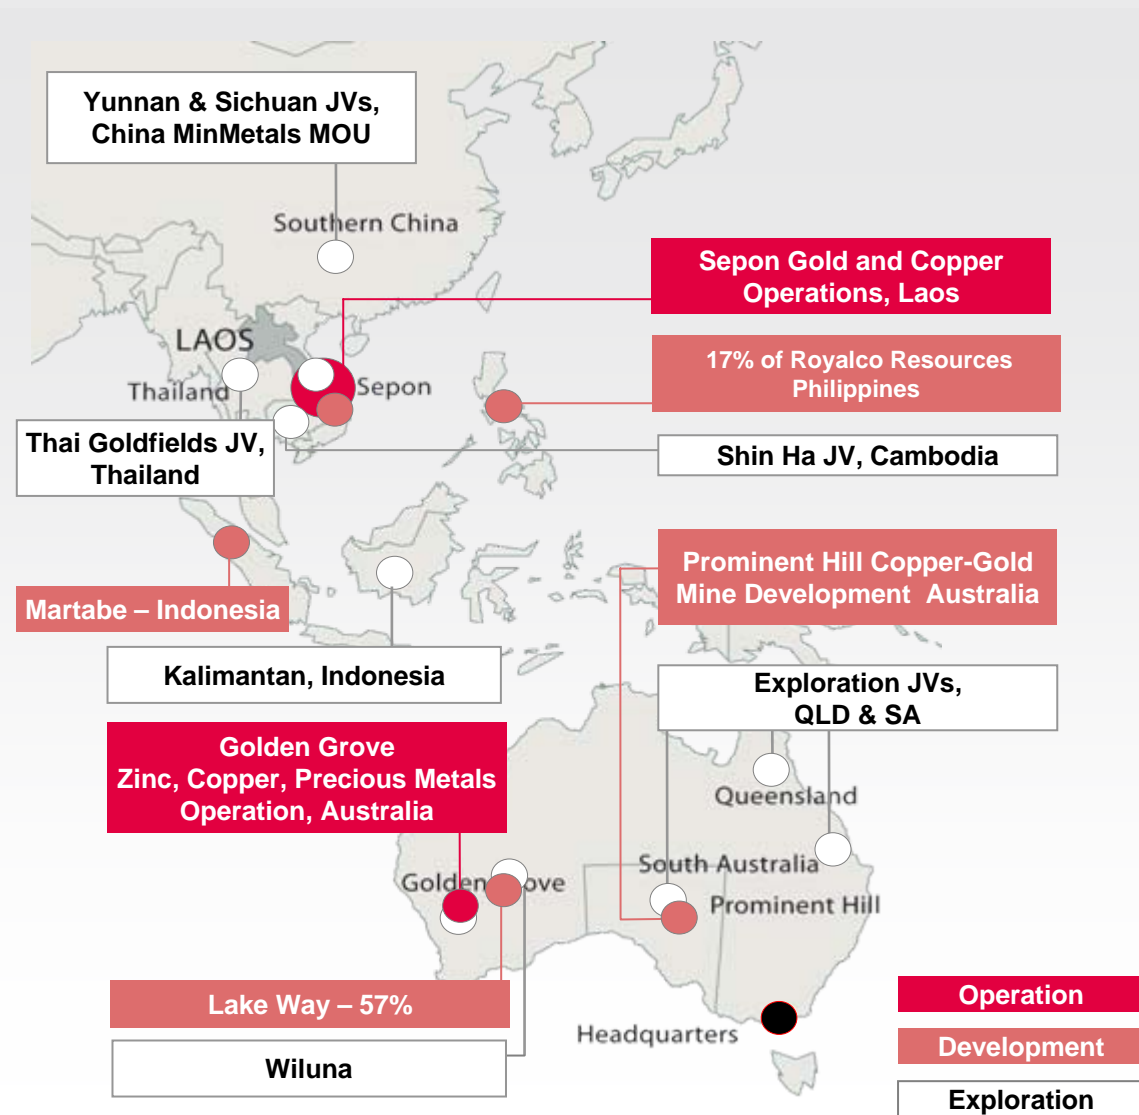 Yunnan & Sichuan JVs,
China MinMetals MOU
Southern China
Sepon Gold and Copper
Operations, Laos
LAOS
17% of Royalco Resources
Philippines
Thailand
Sepon
Thai Goldfields JV,
Thailand
Shin Ha JV, Cambodia
Prominent Hill Copper-Gold
Mine Development Australia
Martabe – Indonesia
Kalimantan, Indonesia
Exploration JVs,
QLD & SA
Golden Grove
Zinc, Copper, Precious Metals
Operation, Australia
Queensland
South Australia
Golden Grove
Prominent Hill
Lake Way – 57%
Operation
Headquarters
Development
Wiluna
Exploration